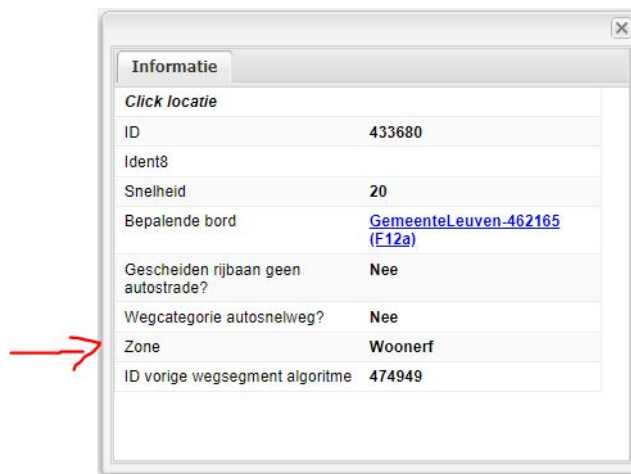 Informatie
Click locatie
ID 433680
Ident8
Snelheid 20
Bepalende bord GemeenteLeuven-462165
(F12a)
Gescheiden rijbaan geen Nee
autostrade?
Wegcategorie autosnelweg? Nee
Zone Woonerf
ID vorige wegsegment algoritme 474949